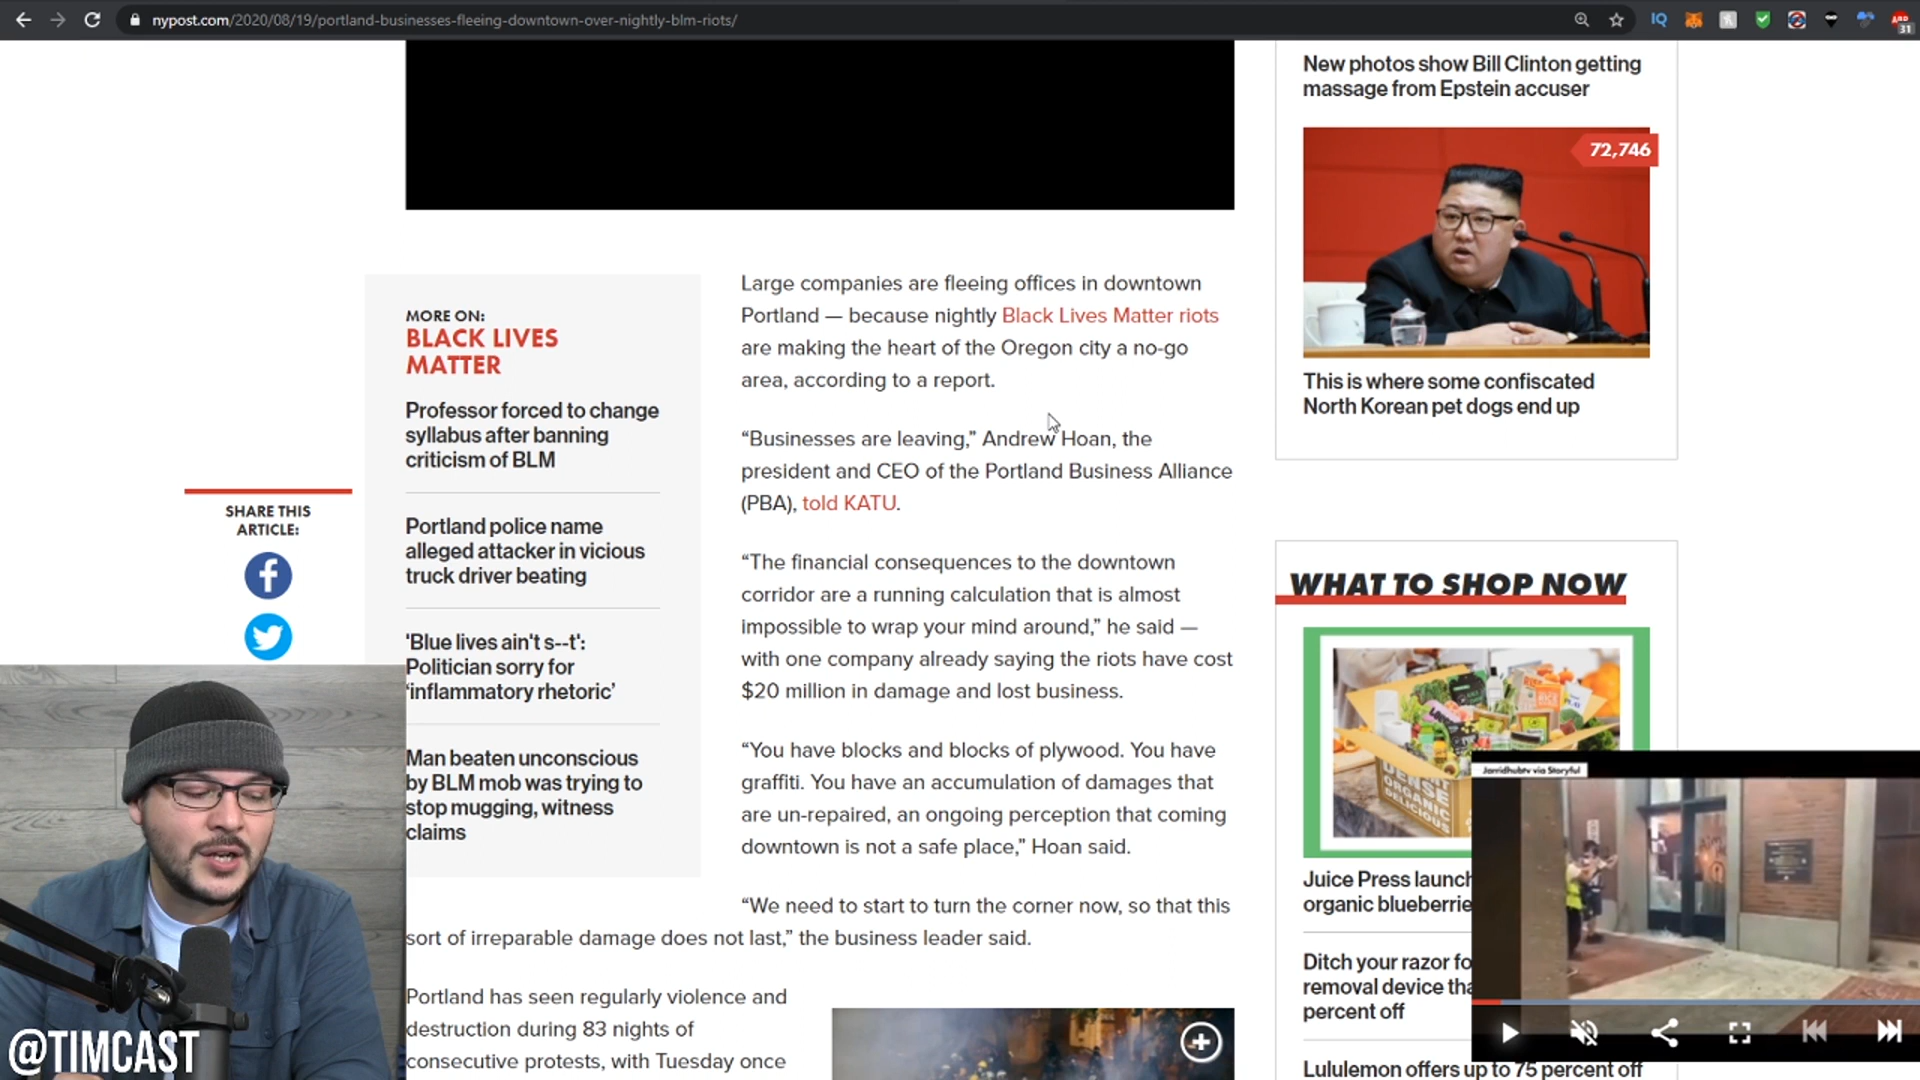 nypost.com/2020/08/19/portland-businesses-fleeing-downtown-over-nightly-blm-riots/
IQ
ABP
31
New photos show Bill Clinton getting
massage from Epstein accuser
72,746
This is where some confiscated
North Korean pet dogs end up
MORE ON:
BLACK LIVES
MATTER
Professor forced to change
syllabus after banning
criticism of BLM
Portland police name
alleged attacker in vicious
truck driver beating
'Blue lives ain't s--t':
Politician sorry for
‘inflammatory rhetoric’
Man beaten unconscious
by BLM mob was trying to
stop mugging, witness
claims
SHARE THIS
ARTICLE:
Large companies are fleeing offices in downtown
Portland — because nightly Black Lives Matter riots
are making the heart of the Oregon city a no-go
area, according to a report.
“Businesses are leaving,” Andrew Hoan, the
president and CEO of the Portland Business Alliance
(PBA), told KATU.
“The financial consequences to the downtown
corridor are a running calculation that is almost
impossible to wrap your mind around,” he said —
with one company already saying the riots have cost
$20 million in damage and lost business.
“You have blocks and blocks of plywood. You have
graffiti. You have an accumulation of damages that
are un-repaired, an ongoing perception that coming
downtown is not a safe place,” Hoan said.
“We need to start to turn the corner now, so that this
sort of irreparable damage does not last,” the business leader said.
Portland has seen regularly violence and
destruction during 83 nights of
consecutive protests, with Tuesday once
WHAT TO SHOP NOW
ORGANIC
DELICIOUS
Jarridhubtv via Storyful
Juice Press launch
organic blueberrie
Ditch your razor fo
removal device tha
percent off
Lululemon offers up to 75 percent off
@TIMCAST